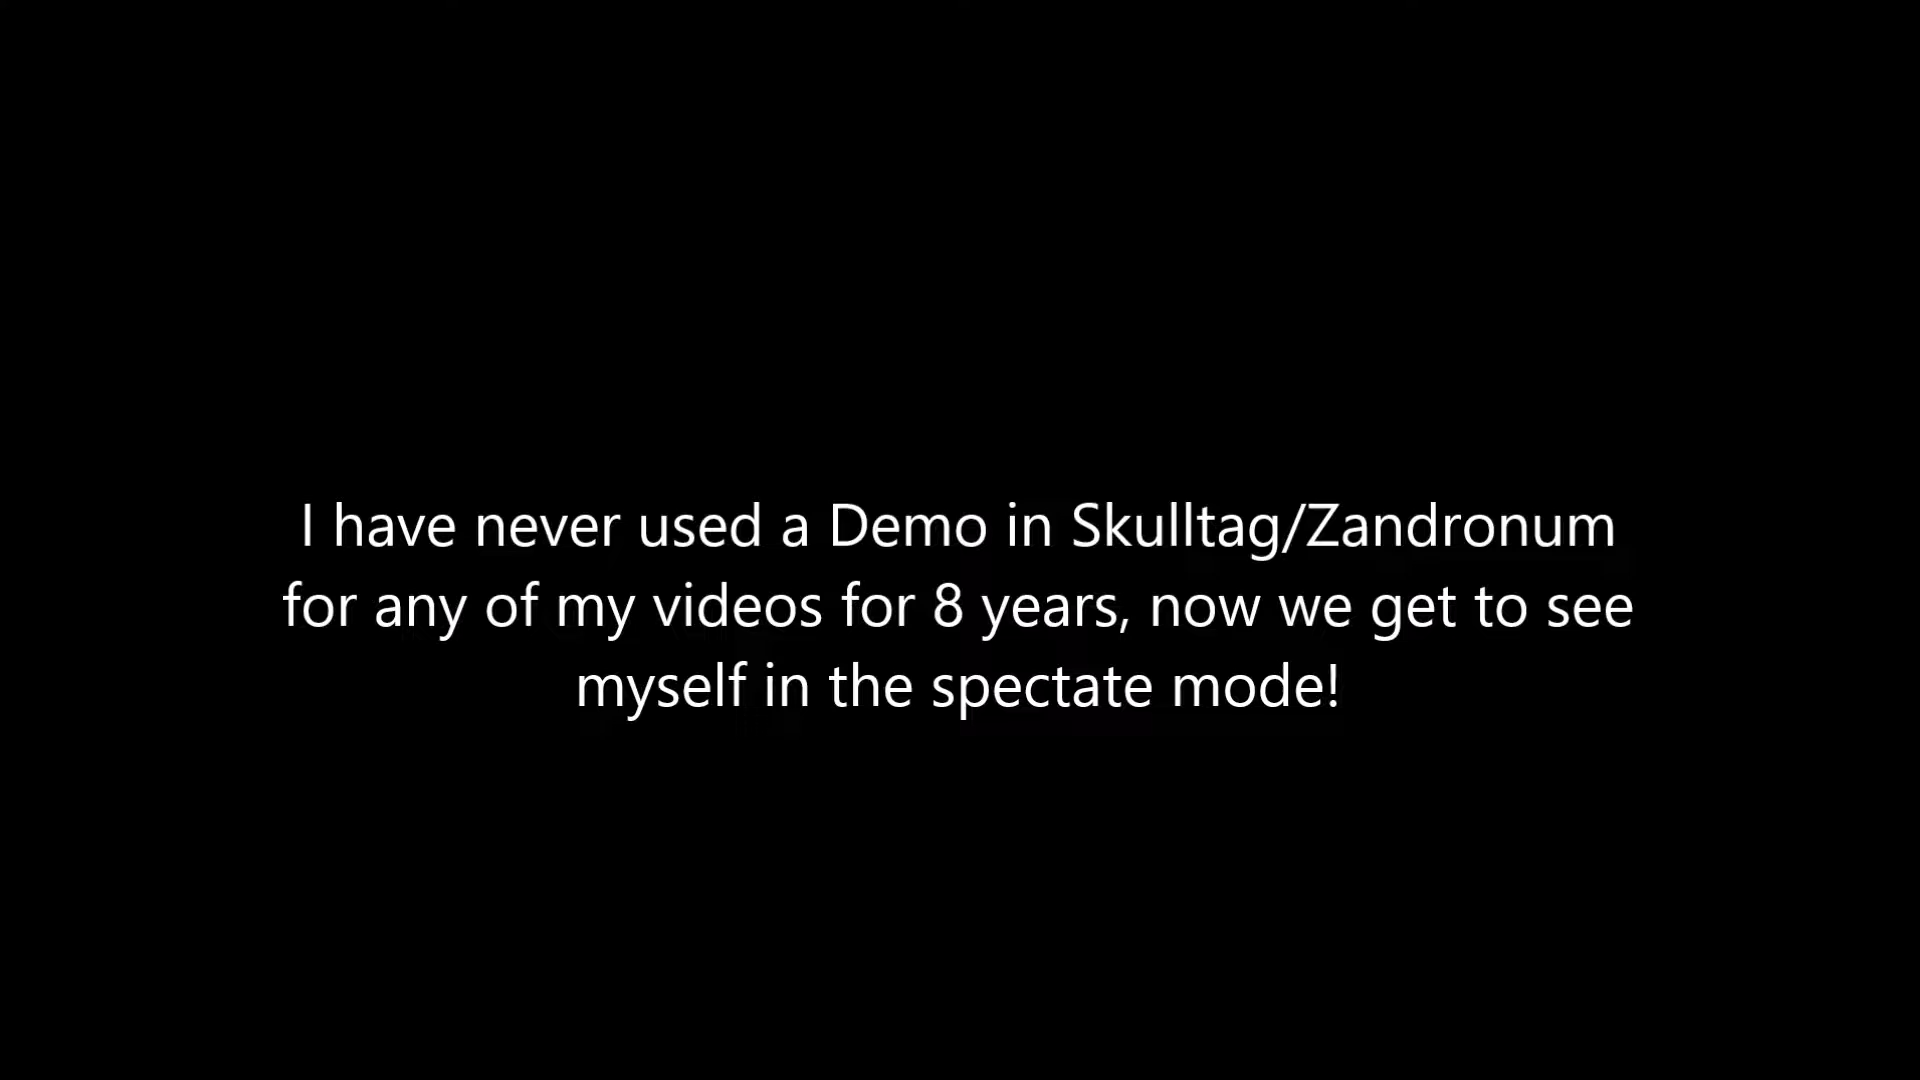 I have never used a Demo in Skulltag/Zandronum
for any of my videos for 8 years, now we get to see
myself in the spectate mode!